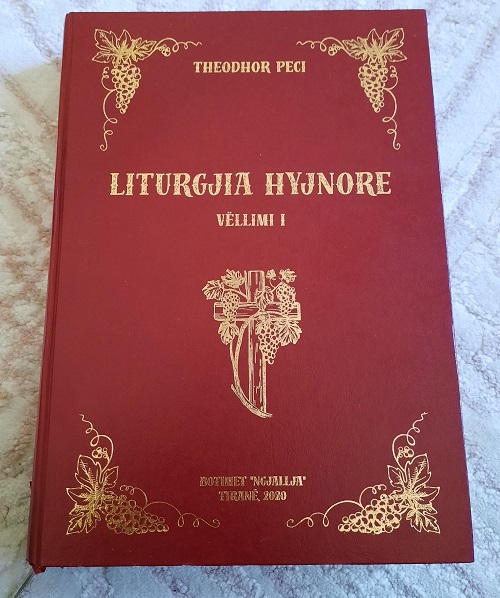 THEODHOR PECI
LITURGJIA HYJNORE
VËLLIMI I
BOTIMET "NGJALLJA"
TIRANË, 2020